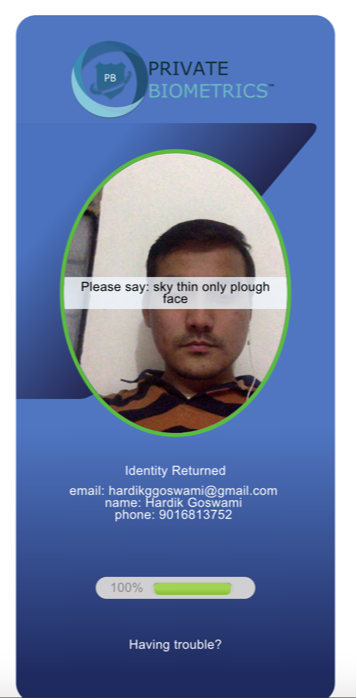 PB
PRIVATE
BIOMETRICS™
Please say: sky thin only plough
face
Identity Returned
email: hardikggoswami@gmail.com
name: Hardik Goswami
phone: 9016813752
100%
Having trouble?